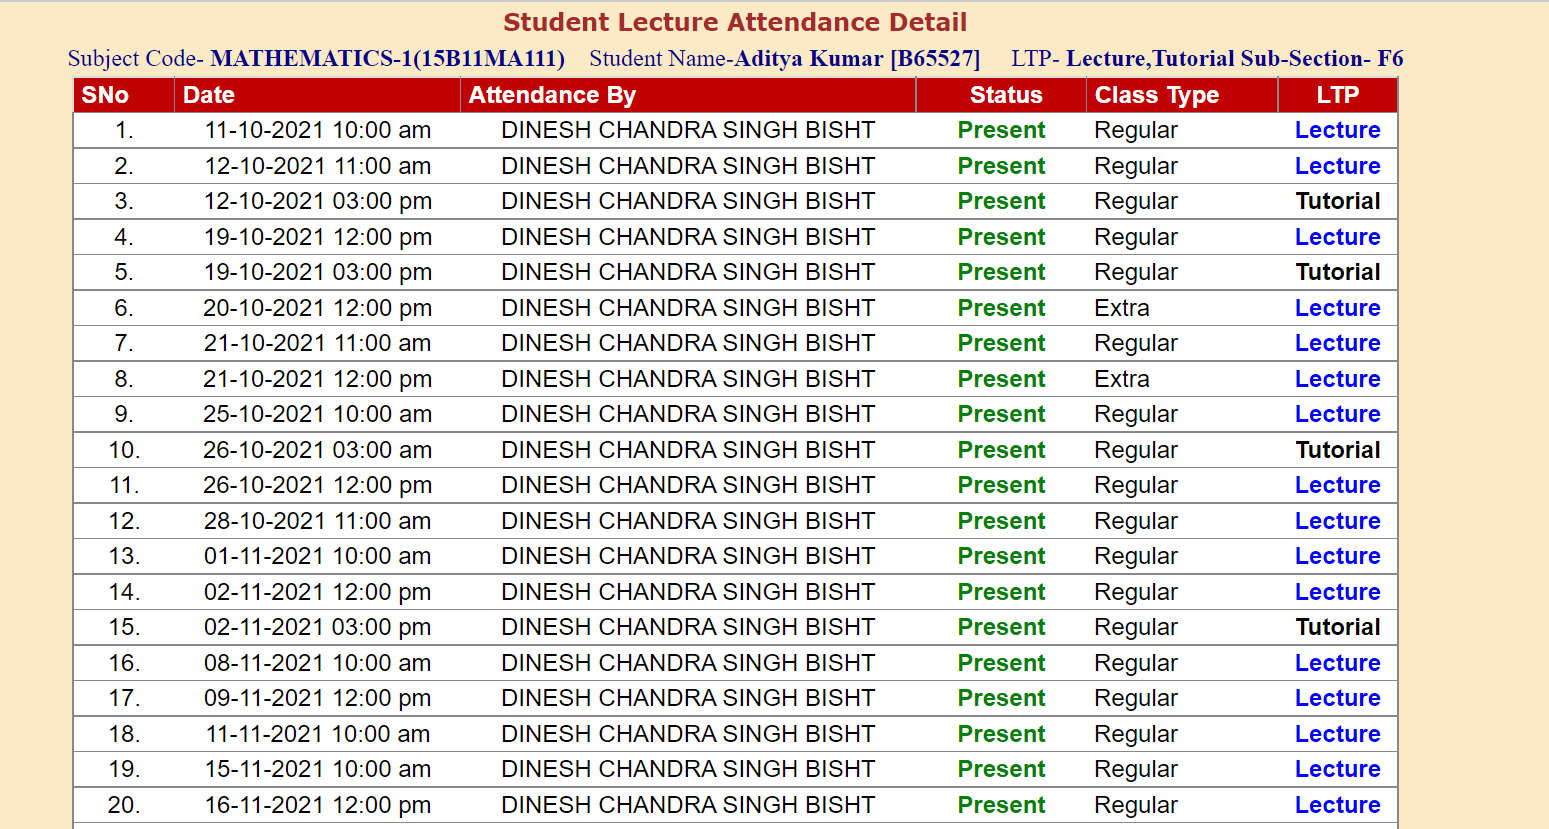 Student Lecture Attendance Detail
Subject Code- MATHEMATICS-1(15B11MA111) Student Name-Aditya Kumar [B65527] LTP- Lecture,Tutorial Sub-Section- F6
SNo Date Attendance By Status Class Type LTP
1. 11-10-2021 10:00 am DINESH CHANDRA SINGH BISHT Present Regular Lecture
2. 12-10-2021 11:00 am DINESH CHANDRA SINGH BISHT Present Regular Lecture
3. 12-10-2021 03:00 pm DINESH CHANDRA SINGH BISHT Present Regular Tutorial
4. 19-10-2021 12:00 pm DINESH CHANDRA SINGH BISHT Present Regular Lecture
5. 19-10-2021 03:00 pm DINESH CHANDRA SINGH BISHT Present Regular Tutorial
6. 20-10-2021 12:00 pm DINESH CHANDRA SINGH BISHT Present Extra Lecture
7. 21-10-2021 11:00 am DINESH CHANDRA SINGH BISHT Present Regular Lecture
8. 21-10-2021 12:00 pm DINESH CHANDRA SINGH BISHT Present Extra Lecture
9. 25-10-2021 10:00 am DINESH CHANDRA SINGH BISHT Present Regular Lecture
10. 26-10-2021 03:00 am DINESH CHANDRA SINGH BISHT Present Regular Tutorial
11. 26-10-2021 12:00 pm DINESH CHANDRA SINGH BISHT Present Regular Lecture
12. 28-10-2021 11:00 am DINESH CHANDRA SINGH BISHT Present Regular Lecture
13. 01-11-2021 10:00 am DINESH CHANDRA SINGH BISHT Present Regular Lecture
14. 02-11-2021 12:00 pm DINESH CHANDRA SINGH BISHT Present Regular Lecture
15. 02-11-2021 03:00 pm DINESH CHANDRA SINGH BISHT Present Regular Tutorial
16. 08-11-2021 10:00 am DINESH CHANDRA SINGH BISHT Present Regular Lecture
17. 09-11-2021 12:00 pm DINESH CHANDRA SINGH BISHT Present Regular Lecture
18. 11-11-2021 10:00 am DINESH CHANDRA SINGH BISHT Present Regular Lecture
19. 15-11-2021 10:00 am DINESH CHANDRA SINGH BISHT Present Regular Lecture
20. 16-11-2021 12:00 pm DINESH CHANDRA SINGH BISHT Present Regular Lecture